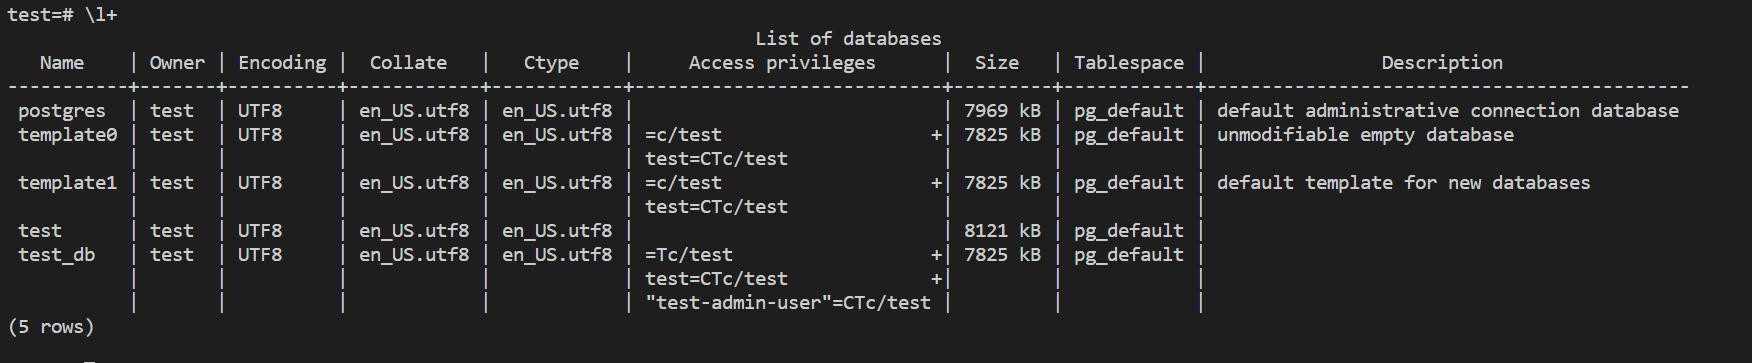 test=# \l+
                                                                    List of databases
   Name    | Owner | Encoding |  Collate   |   Ctype    |     Access privileges      |  Size   | Tablespace |                Description
-----------+-------+----------+------------+------------+----------------------------+---------+------------+--------------------------------------------
 postgres  | test  | UTF8     | en_US.utf8 | en_US.utf8 |                            | 7969 kB | pg_default | default administrative connection database
 template0 | test  | UTF8     | en_US.utf8 | en_US.utf8 | =c/test                   +| 7825 kB | pg_default | unmodifiable empty database
           |       |          |            |            | test=CTc/test              |         |            |
 template1 | test  | UTF8     | en_US.utf8 | en_US.utf8 | =c/test                   +| 7825 kB | pg_default | default template for new databases
           |       |          |            |            | test=CTc/test              |         |            |
 test      | test  | UTF8     | en_US.utf8 | en_US.utf8 |                            | 8121 kB | pg_default |
 test_db   | test  | UTF8     | en_US.utf8 | en_US.utf8 | =Tc/test                  +| 7825 kB | pg_default |
           |       |          |            |            | test=CTc/test             +|         |            |
           |       |          |            |            | "test-admin-user"=CTc/test |         |            |
(5 rows)